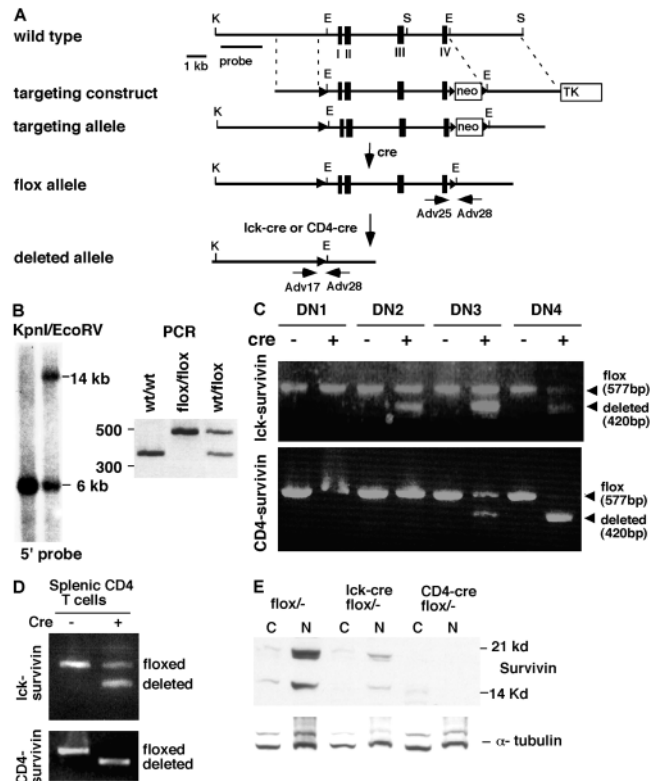 A
K E S E S
wild type
I II III IV
1 kb probe
E
targeting construct
neo
TK
K E E
targeting allele
neo
cre
K E E
flox allele
Adv25 Adv28
lck-cre or CD4-cre
K E
deleted allele
Adv17 Adv28
B
KpnI/EcoRV
PCR
wt/wt
flox/flox
wt/flox
14 kb
500
300
6 kb
5' probe
C
DN1 DN2 DN3 DN4
cre - + - + - + - +
lck-survivin
flox
(577bp)
deleted
(420bp)
CD4-survivin
flox
(577bp)
deleted
(420bp)
D
Splenic CD4
T cells
Cre - +
lck-
survivin
floxed
deleted
CD4-
survivin
floxed
deleted
E
lck-cre CD4-cre
flox/- flox/- flox/-
C N C N C N
21 kd
Survivin
14 Kd
α- tubulin